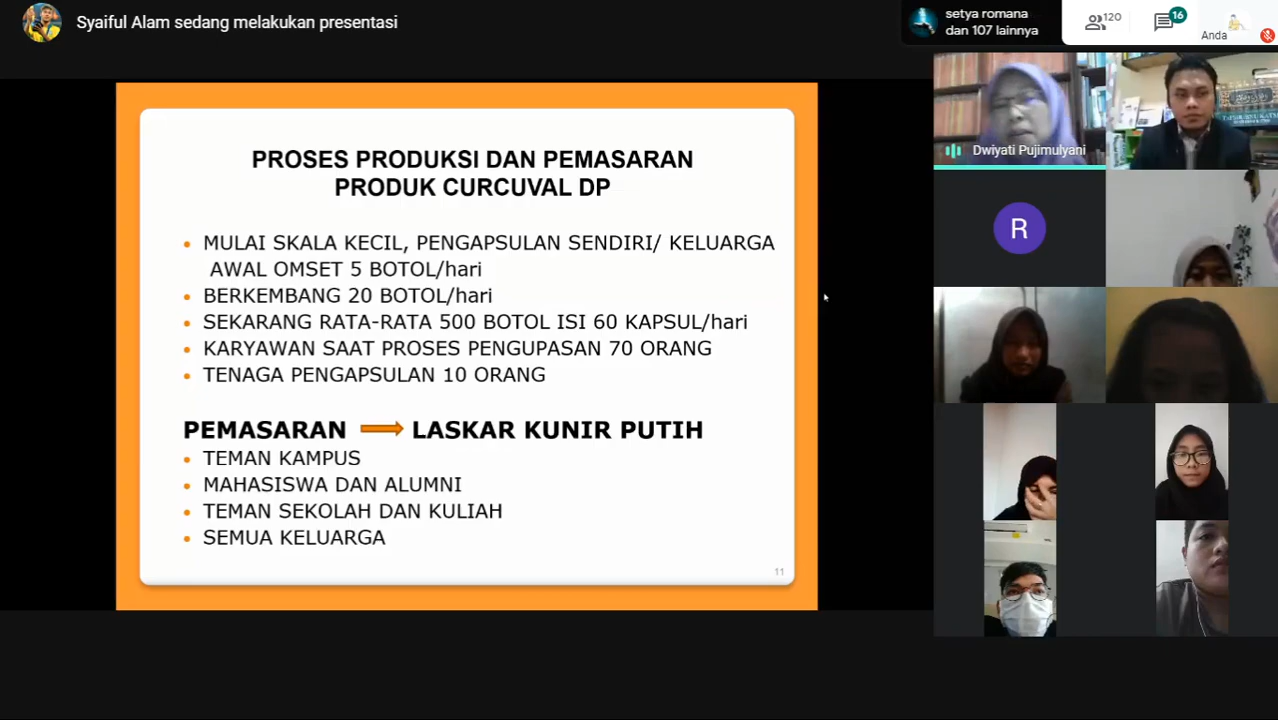 Syaiful Alam sedang melakukan presentasi
setya romana
dan 107 lainnya
120
16
Anda
PROSES PRODUKSI DAN PEMASARAN
PRODUK CURCUVAL DP
• MULAI SKALA KECIL, PENGAPSULAN SENDIRI/ KELUARGA
AWAL OMSET 5 BOTOL/hari
• BERKEMBANG 20 BOTOL/hari
• SEKARANG RATA-RATA 500 BOTOL ISI 60 KAPSUL/hari
• KARYAWAN SAAT PROSES PENGUPASAN 70 ORANG
• TENAGA PENGAPSULAN 10 ORANG
PEMASARAN → LASKAR KUNIR PUTIH
• TEMAN KAMPUS
• MAHASISWA DAN ALUMNI
• TEMAN SEKOLAH DAN KULIAH
• SEMUA KELUARGA
11
Dwiyati Pujimulyani
R